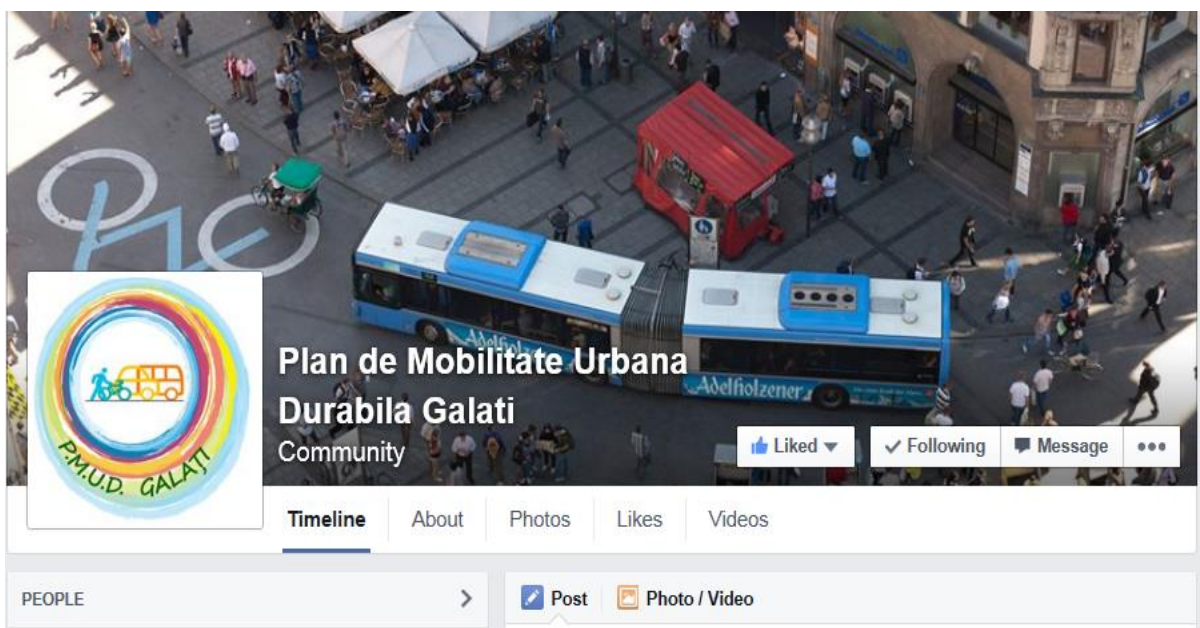 Adelholzener
Adelholzener
Plan de Mobilitate Urbana
Durabila Galati
Community
P.M.U.D. GALAȚI
Liked
Following
Message
Timeline
About
Photos
Likes
Videos
PEOPLE
Post
Photo / Video